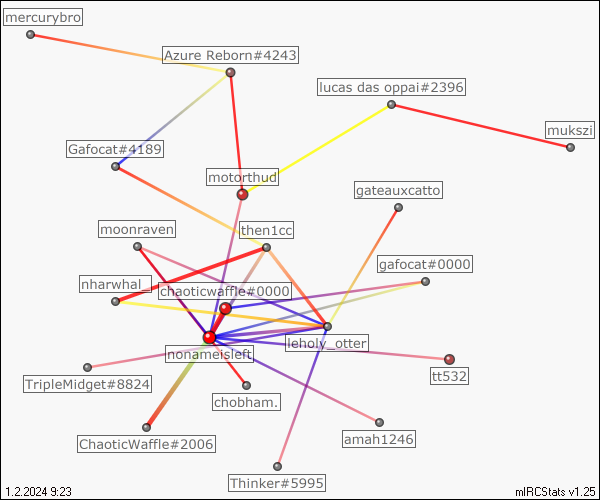 mercurybro
Azure Reborn#4243
lucas das oppai#2396
mukszi
Gafocat#4189
motorthud
gateauxcatto
moonraven
then1cc
gafocat#0000
nharwhal_
chaoticwaffle#0000
nonameisleft
leholy_otter
TripleMidget#8824
tt532
chobham.
ChaoticWaffle#2006
amah1246
Thinker#5995
1.2.2024 9:23
mIRCStats v1.25